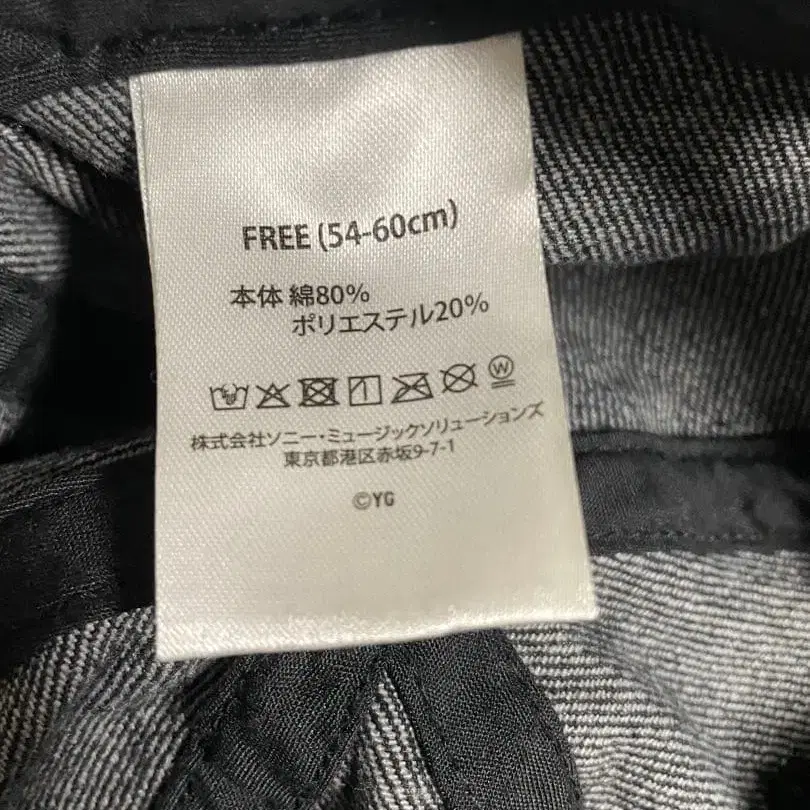 FREE (54-60cm)
本体 綿80%
ポリエステル20%
W
株式会社ソニー・ミュージックソリューションズ
東京都港区赤坂9-7-1
©YG